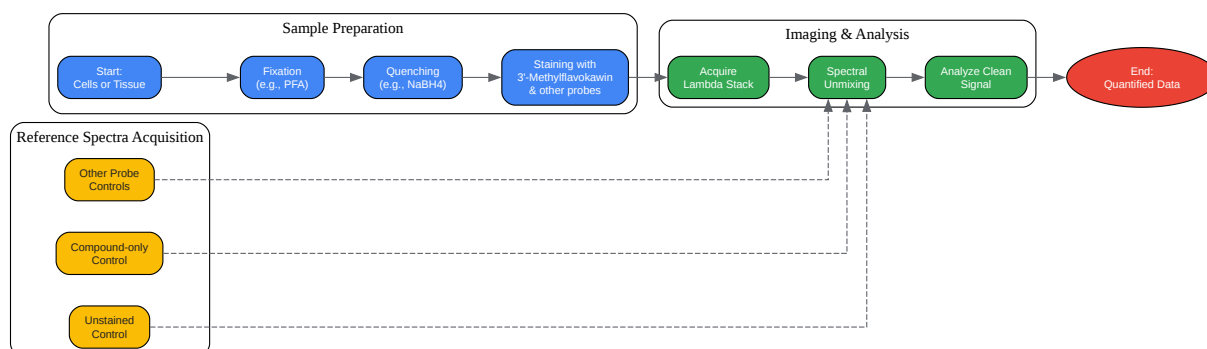 Sample Preparation
Start:
Cells or Tissue
Fixation
(e.g., PFA)
Quenching
(e.g., NaBH4)
Staining with
3'-Methylflavokawin
& other probes
Imaging & Analysis
Acquire
Lambda Stack
Spectral
Unmixing
Analyze Clean
Signal
End:
Quantified Data
Reference Spectra Acquisition
Other Probe
Controls
Compound-only
Control
Unstained
Control